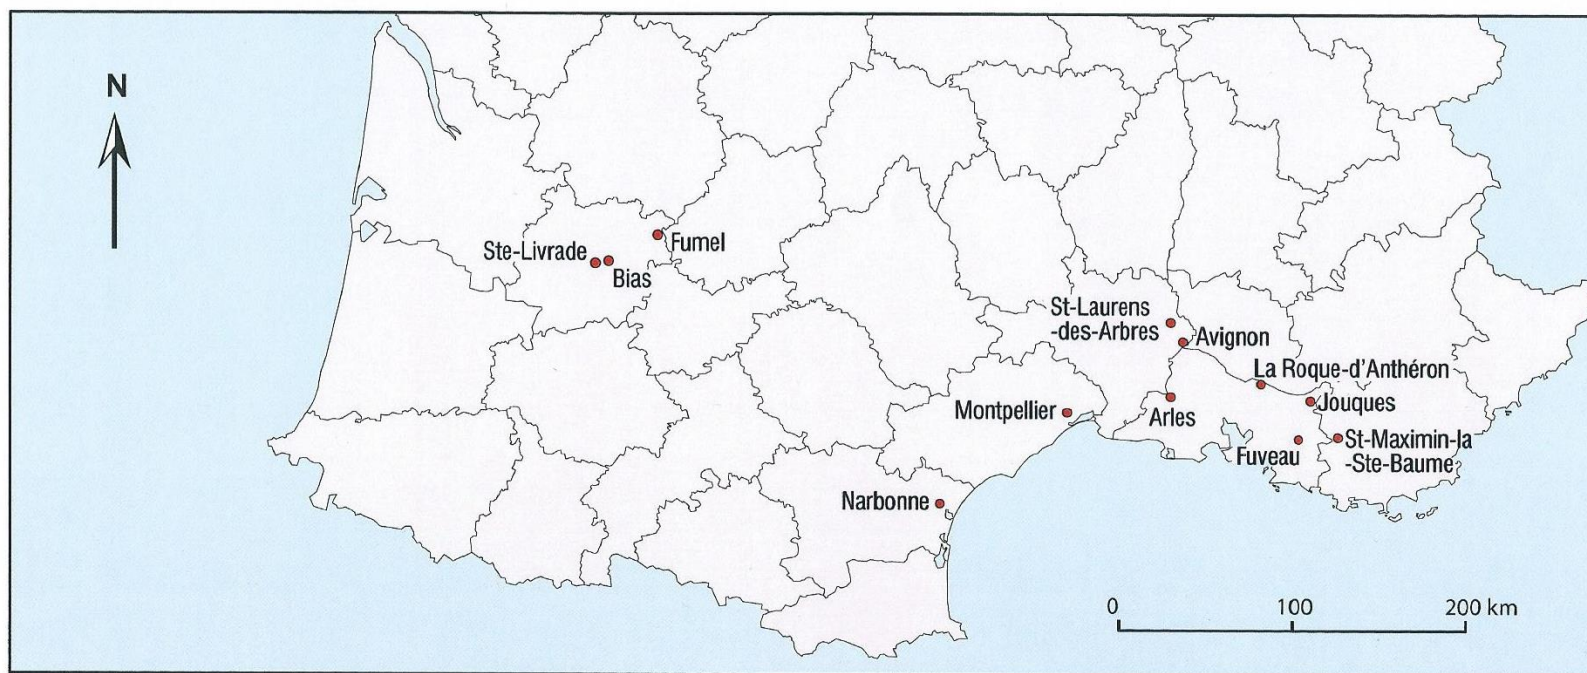 N
Fumel
Ste-Livrade
Bias
St-Laurens
-des-Arbres
Avignon
La Roque-d'Anthéron
Jouques
Arles
Montpellier
St-Maximin-la
-Ste-Baume
Fuveau
Narbonne
0 100 200 km